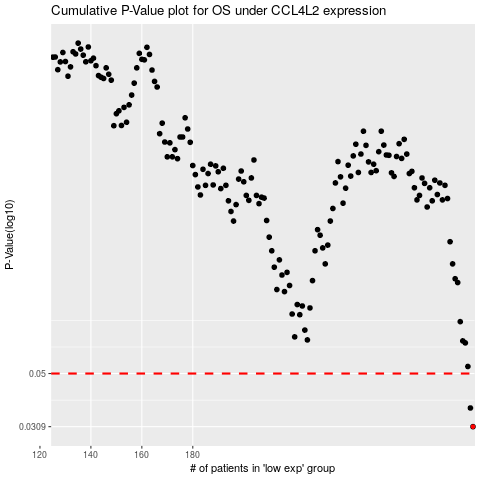 Cumulative P-Value plot for OS under CCL4L2 expression
P-Value(log10)
0.05
0.0309
120 140 160 180
# of patients in 'low exp' group